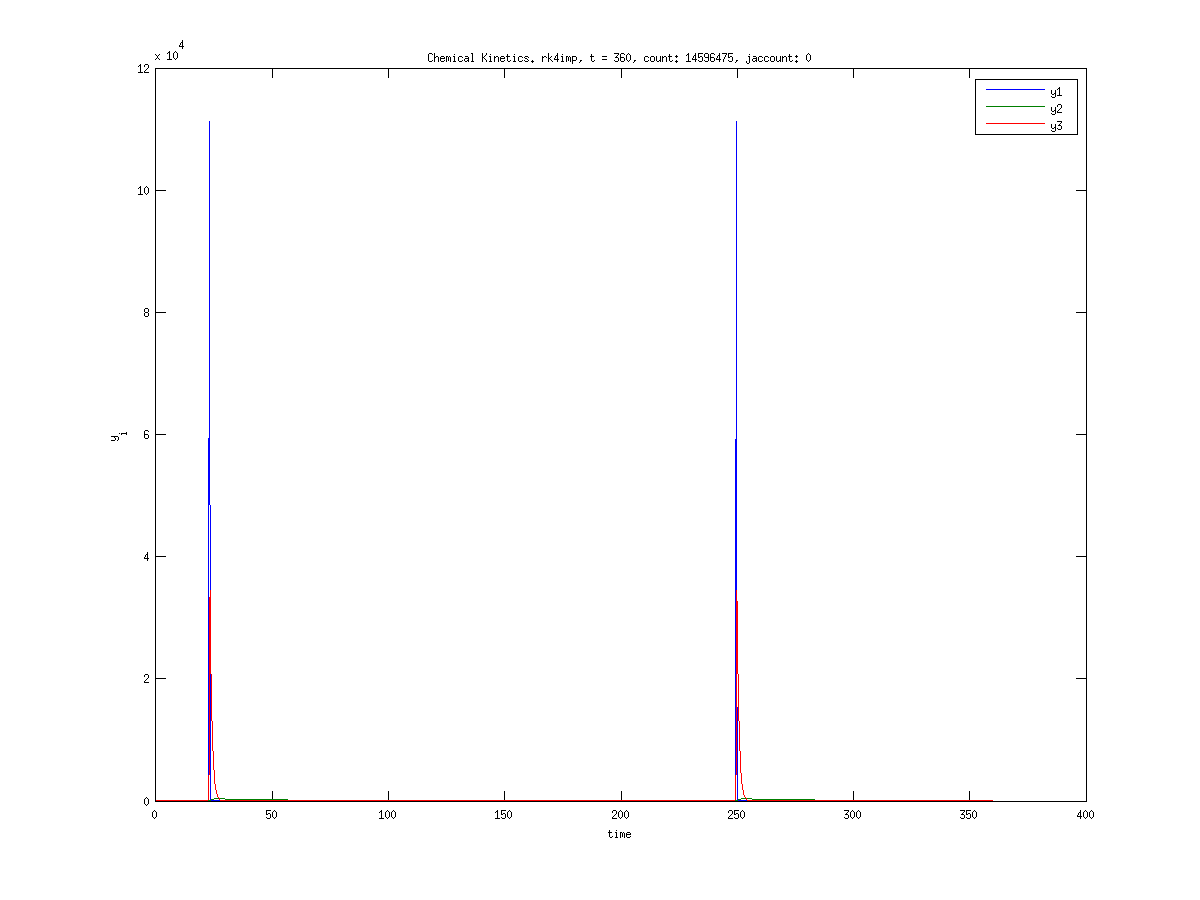 x 10 4
Chemical Kinetics. rk4imp, t = 360, count: 14596475, jaccount: 0
12
10
8
6
4
2
0
y1
y2
y3
y i
0 50 100 150 200 250 300 350 400
time